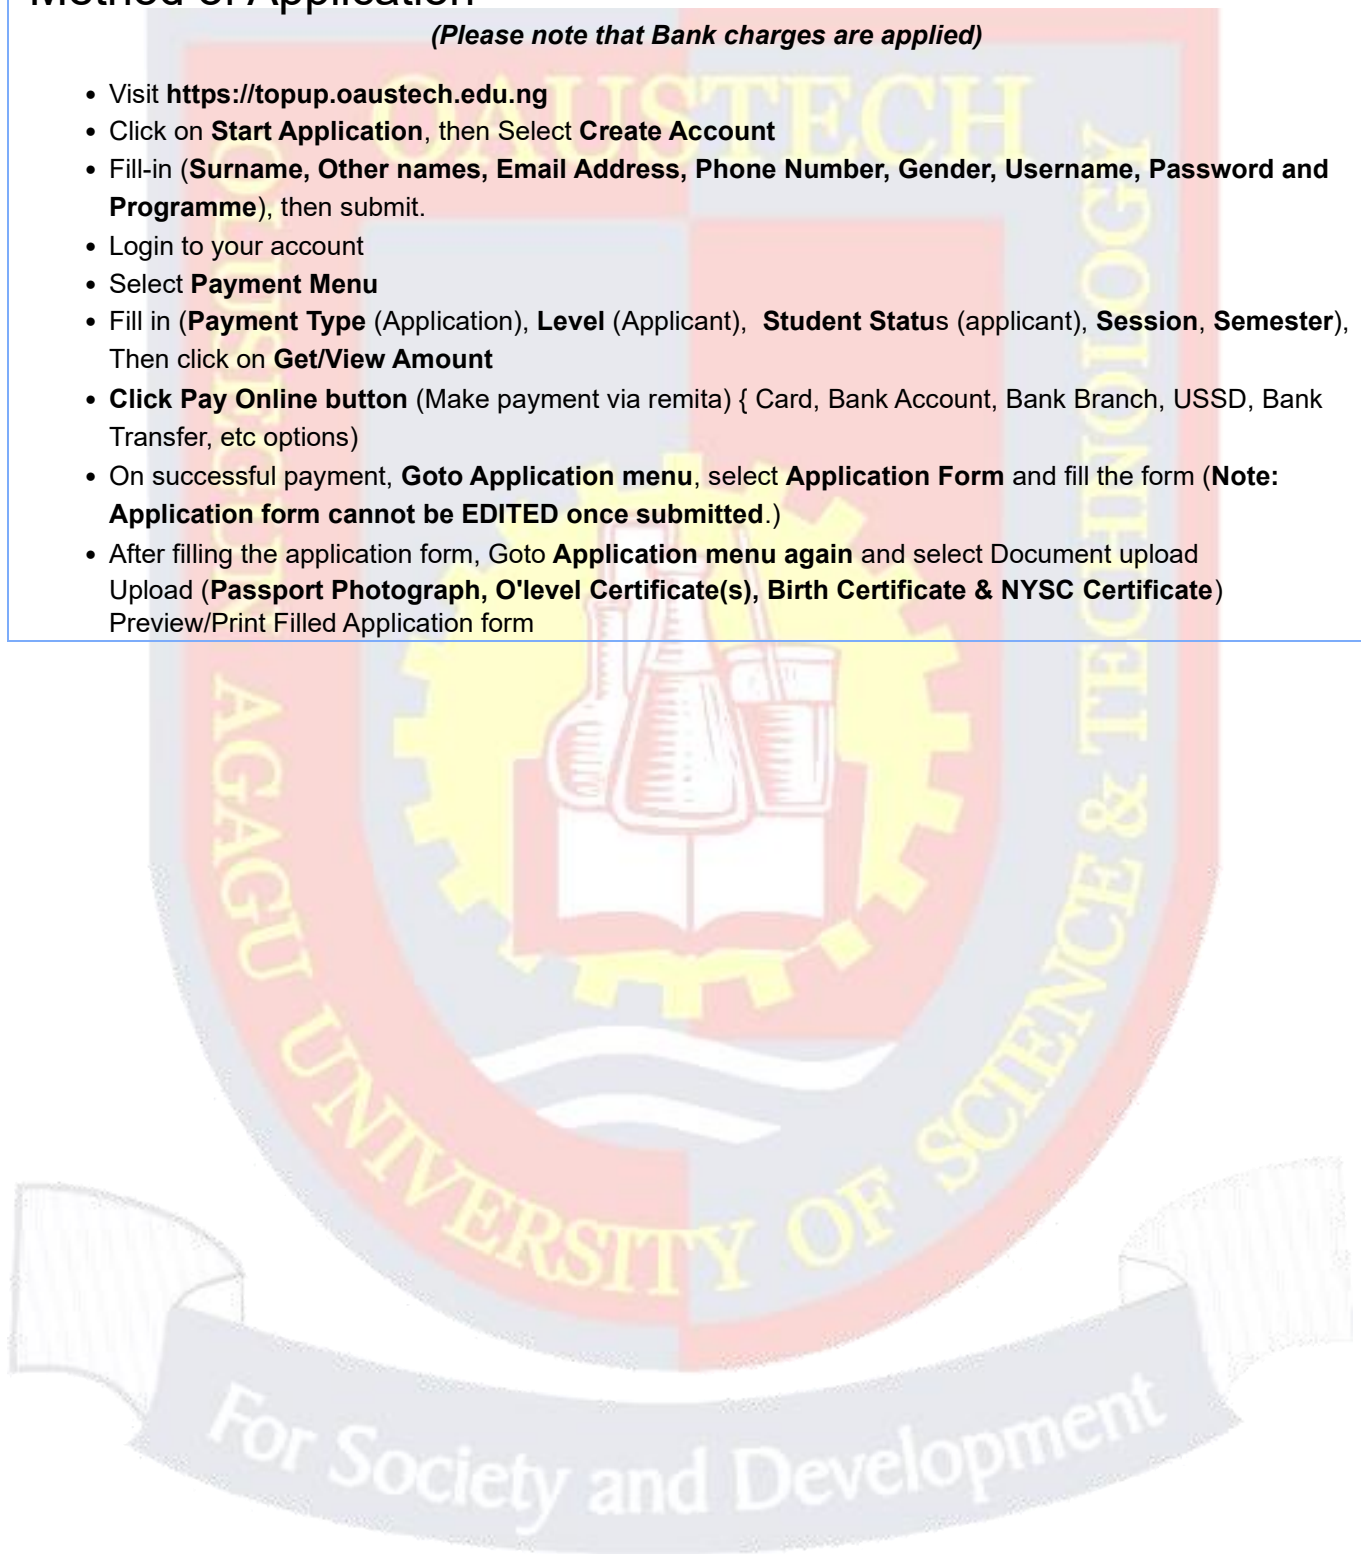 Method of Application
(Please note that Bank charges are applied)
• Visit https://topup.oaustech.edu.ng
• Click on Start Application, then Select Create Account
• Fill-in (Surname, Other names, Email Address, Phone Number, Gender, Username, Password and
Programme), then submit.
• Login to your account
• Select Payment Menu
• Fill in (Payment Type (Application), Level (Applicant),  Student Status (applicant), Session, Semester),
Then click on Get/View Amount
• Click Pay Online button (Make payment via remita) { Card, Bank Account, Bank Branch, USSD, Bank
Transfer, etc options)
• On successful payment, Goto Application menu, select Application Form and fill the form (Note:
Application form cannot be EDITED once submitted.)
• After filling the application form, Goto Application menu again and select Document upload
Upload (Passport Photograph, O'level Certificate(s), Birth Certificate & NYSC Certificate)
Preview/Print Filled Application form
OAUSTECH
OLUSEGUN AGAGU UNIVERSITY OF SCIENCE & TECHNOLOGY
For Society and Development